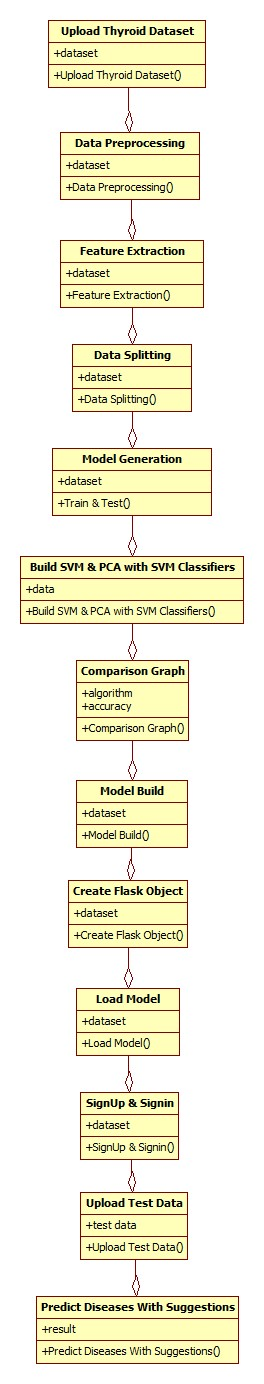 Upload Thyroid Dataset
+dataset
+Upload Thyroid Dataset()
Data Preprocessing
+dataset
+Data Preprocessing()
Feature Extraction
+dataset
+Feature Extraction()
Data Splitting
+dataset
+Data Splitting()
Model Generation
+dataset
+Train & Test()
Build SVM & PCA with SVM Classifiers
+data
+Build SVM & PCA with SVM Classifiers()
Comparison Graph
+algorithm
+accuracy
+Comparison Graph()
Model Build
+dataset
+Model Build()
Create Flask Object
+dataset
+Create Flask Object()
Load Model
+dataset
+Load Model()
SignUp & Signin
+dataset
+SignUp & Signin()
Upload Test Data
+test data
+Upload Test Data()
Predict Diseases With Suggestions
+result
+Predict Diseases With Suggestions()